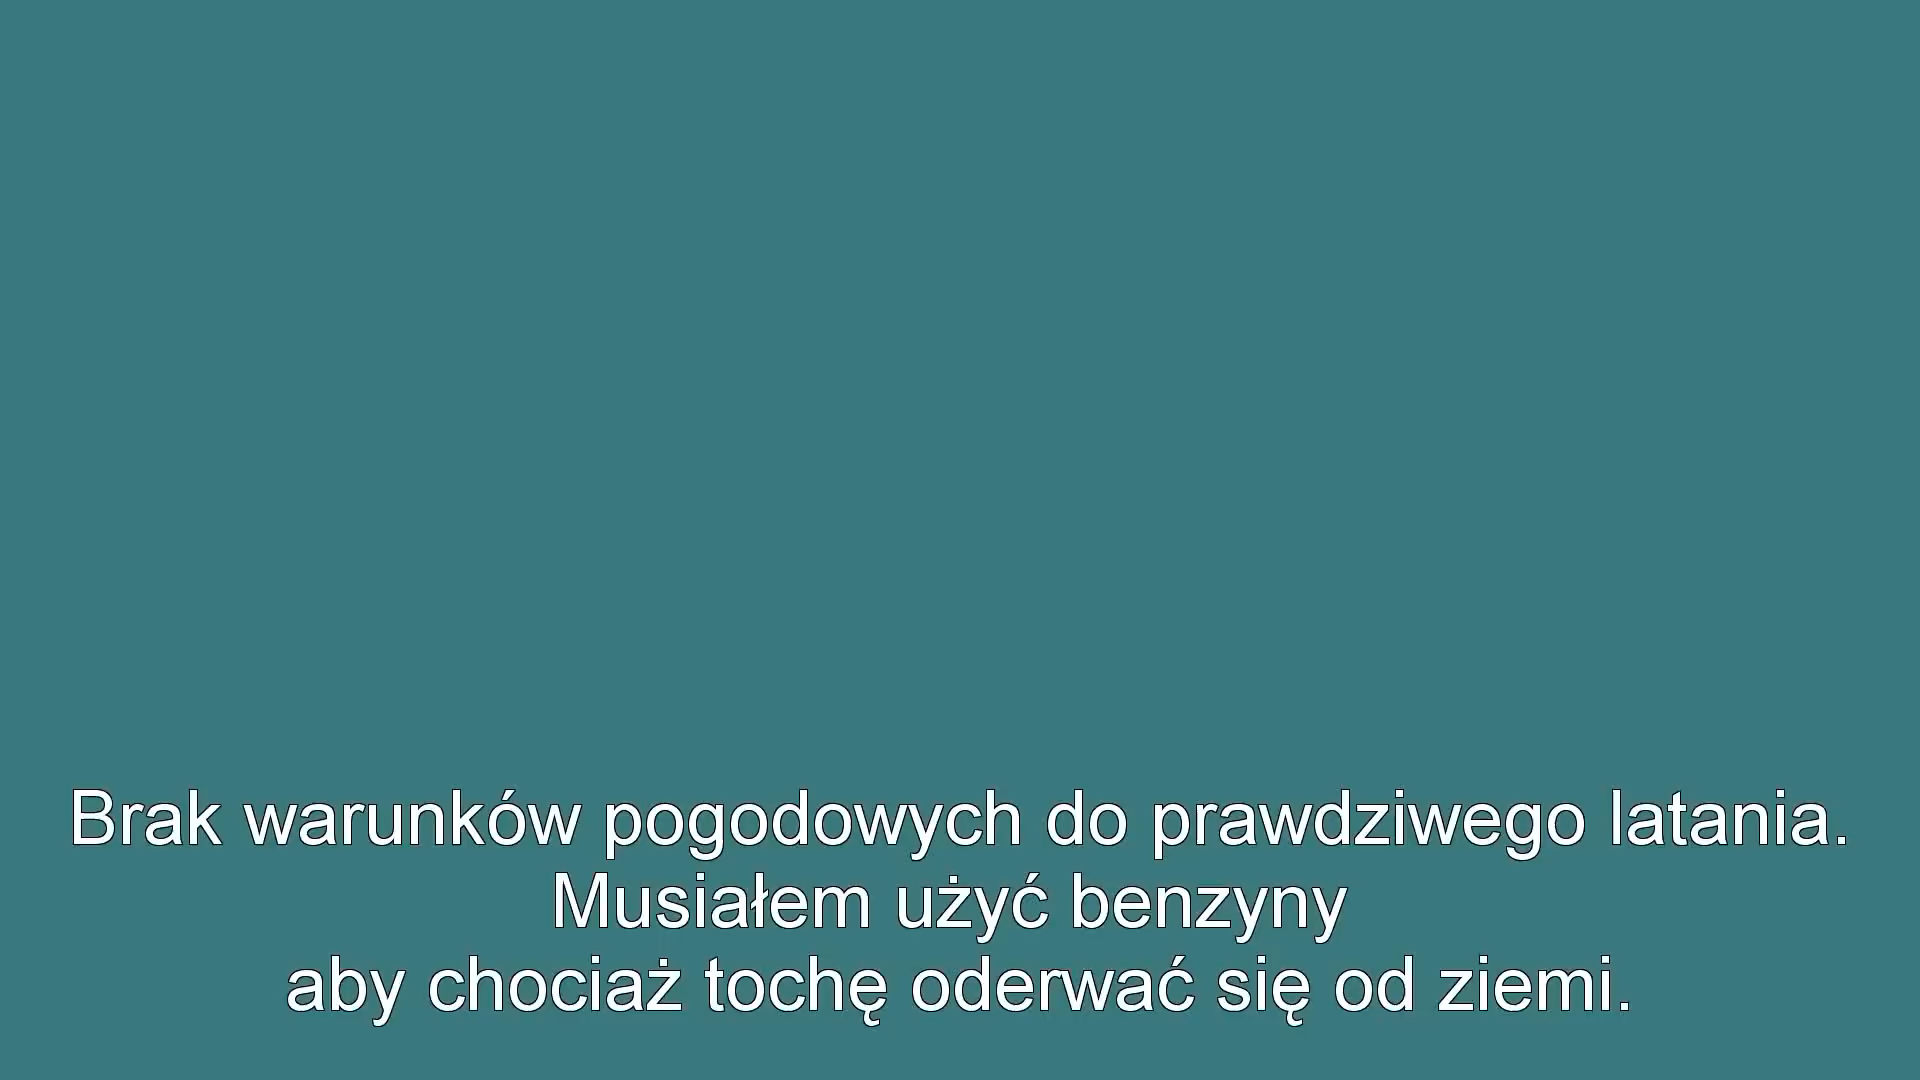 Brak warunków pogodowych do prawdziwego latania.
Musiałem użyć benzyny
aby chociaż tochę oderwać się od ziemi.